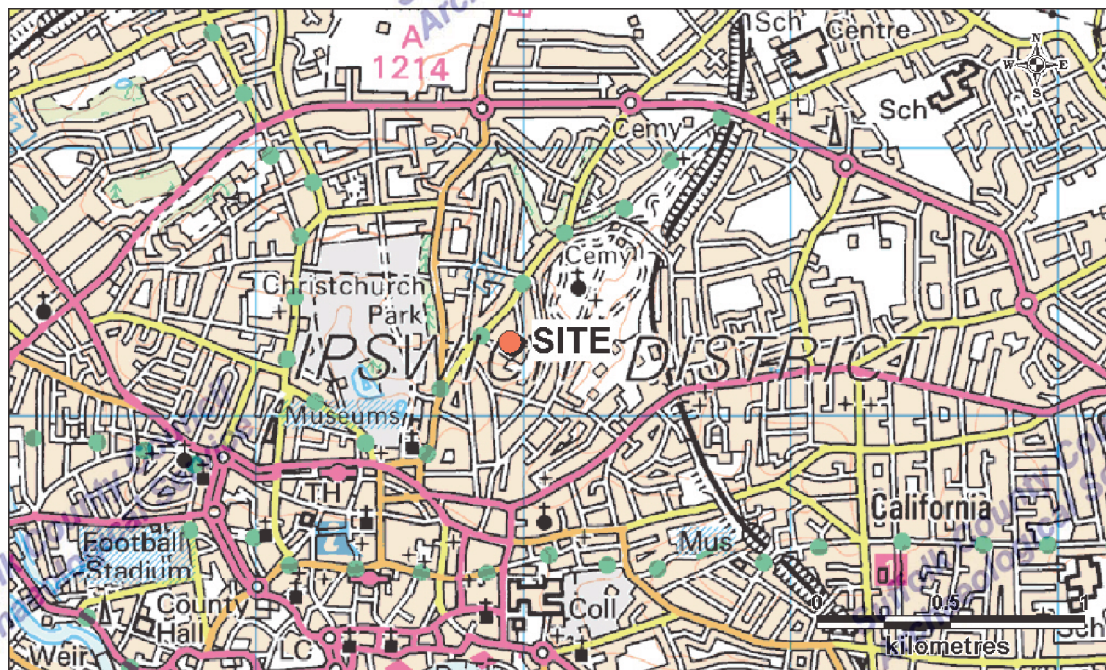 A
1214
Sch
Centre
N
W E
S
Sch
Cemy
Cemy
Christchurch
Park
SITE
IPSWICH DISTRICT
Museums
TH
California
Mus
Football
Stadium
County
Hall
Coll
LC
Weir
0 0.5 1
kilometres
Sch